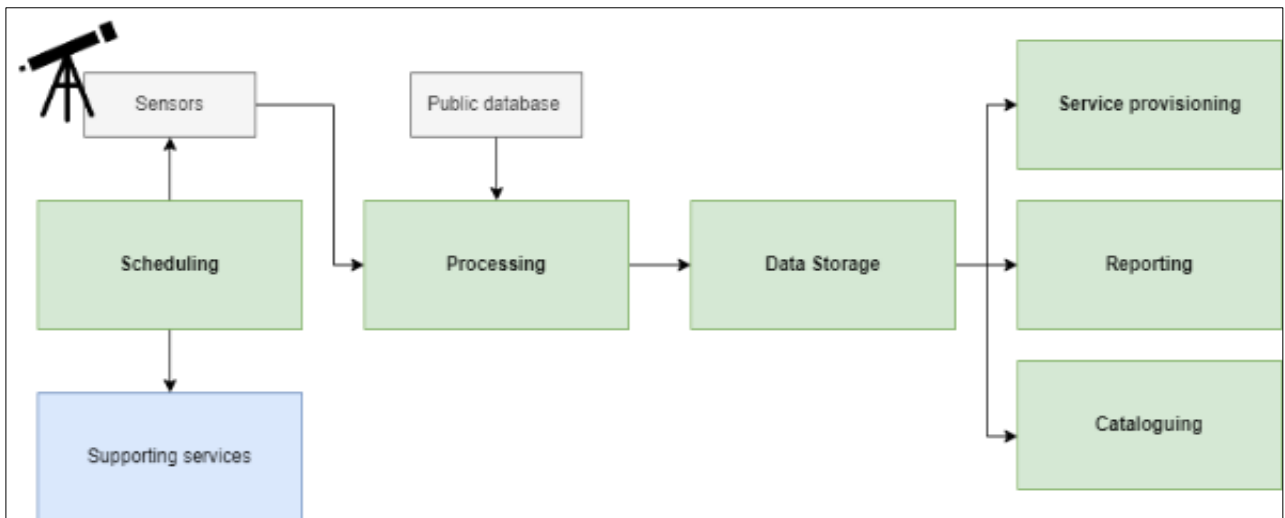 Sensors
Public database
Service provisioning
Scheduling
Processing
Data Storage
Reporting
Cataloguing
Supporting services